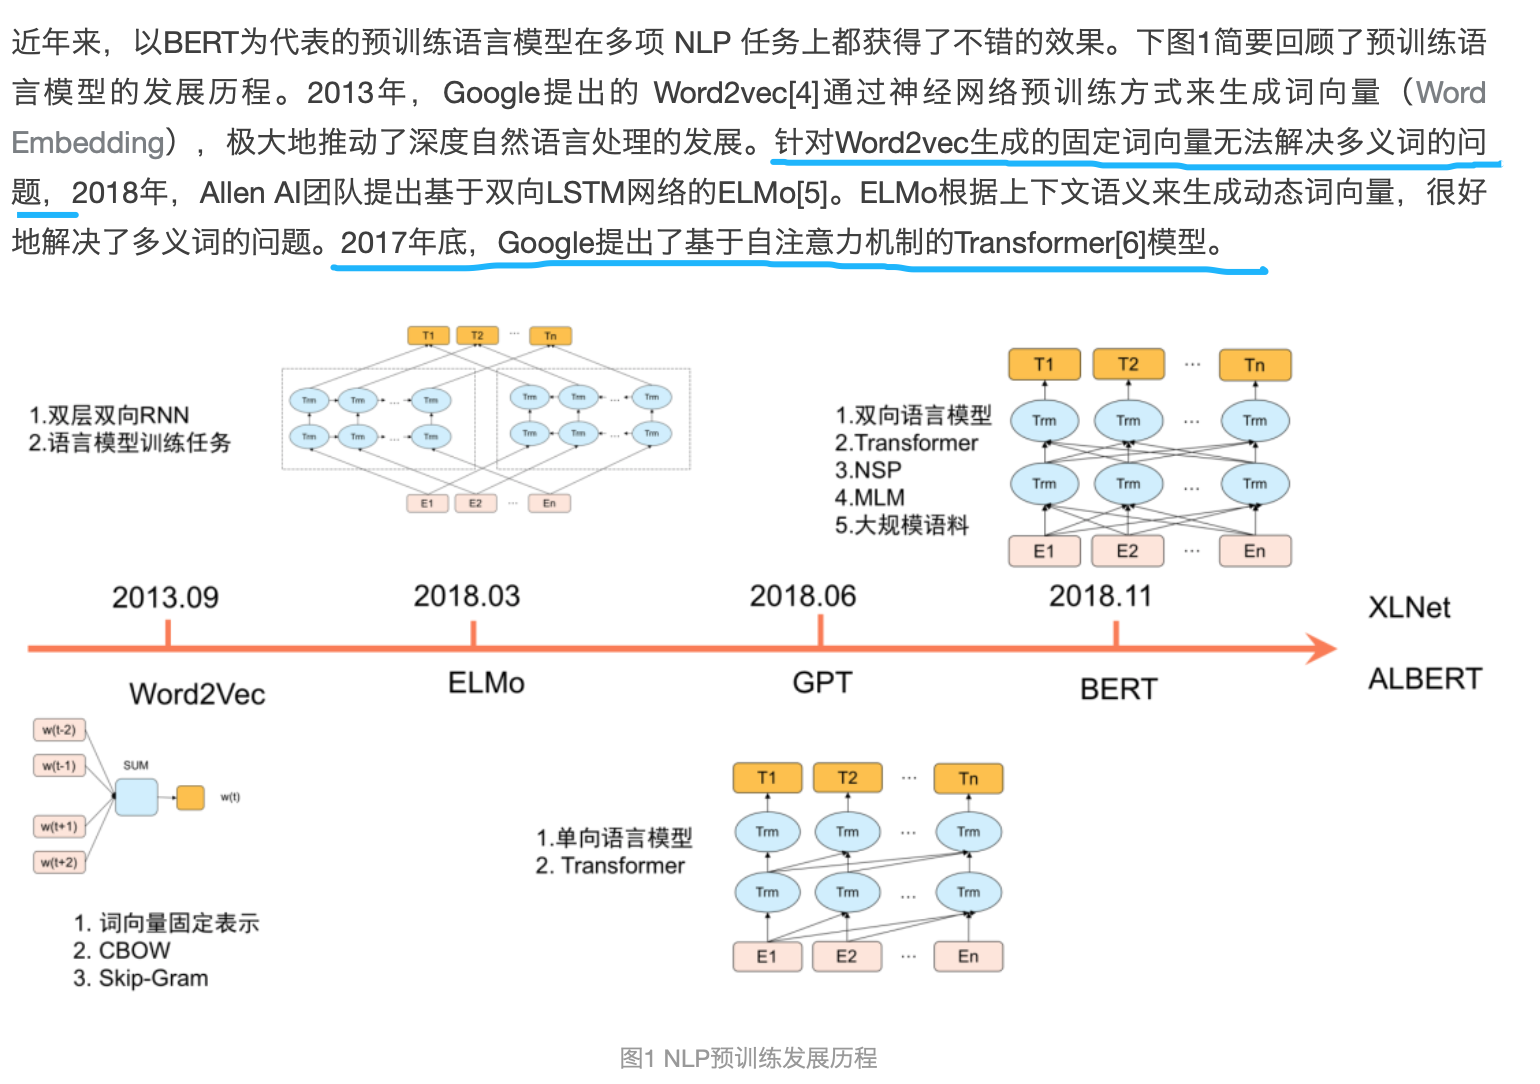 近年来，以BERT为代表的预训练语言模型在多项 NLP 任务上都获得了不错的效果。下图1简要回顾了预训练语
言模型的发展历程。2013年，Google提出的 Word2vec[4]通过神经网络预训练方式来生成词向量（Word
Embedding），极大地推动了深度自然语言处理的发展。针对Word2vec生成的固定词向量无法解决多义词的问
题，2018年，Allen AI团队提出基于双向LSTM网络的ELMo[5]。ELMo根据上下文语义来生成动态词向量，很好
地解决了多义词的问题。2017年底，Google提出了基于自注意力机制的Transformer[6]模型。
T1 T2 ... Tn
Trm Trm ... Trm Trm Trm ... Trm
Trm Trm ... Trm Trm Trm ... Trm
E1 E2 ... En
1.双层双向RNN
2.语言模型训练任务
T1 T2 ... Tn
Trm Trm ... Trm
Trm Trm ... Trm
E1 E2 ... En
1.双向语言模型
2.Transformer
3.NSP
4.MLM
5.大规模语料
2013.09 2018.03 2018.06 2018.11
XLNet
Word2Vec ELMo GPT BERT
ALBERT
w(t-2)
w(t-1)
SUM
w(t)
w(t+1)
w(t+2)
1. 词向量固定表示
2. CBOW
3. Skip-Gram
1.单向语言模型
2. Transformer
T1 T2 ... Tn
Trm Trm ... Trm
Trm Trm ... Trm
E1 E2 ... En
图1 NLP预训练发展历程